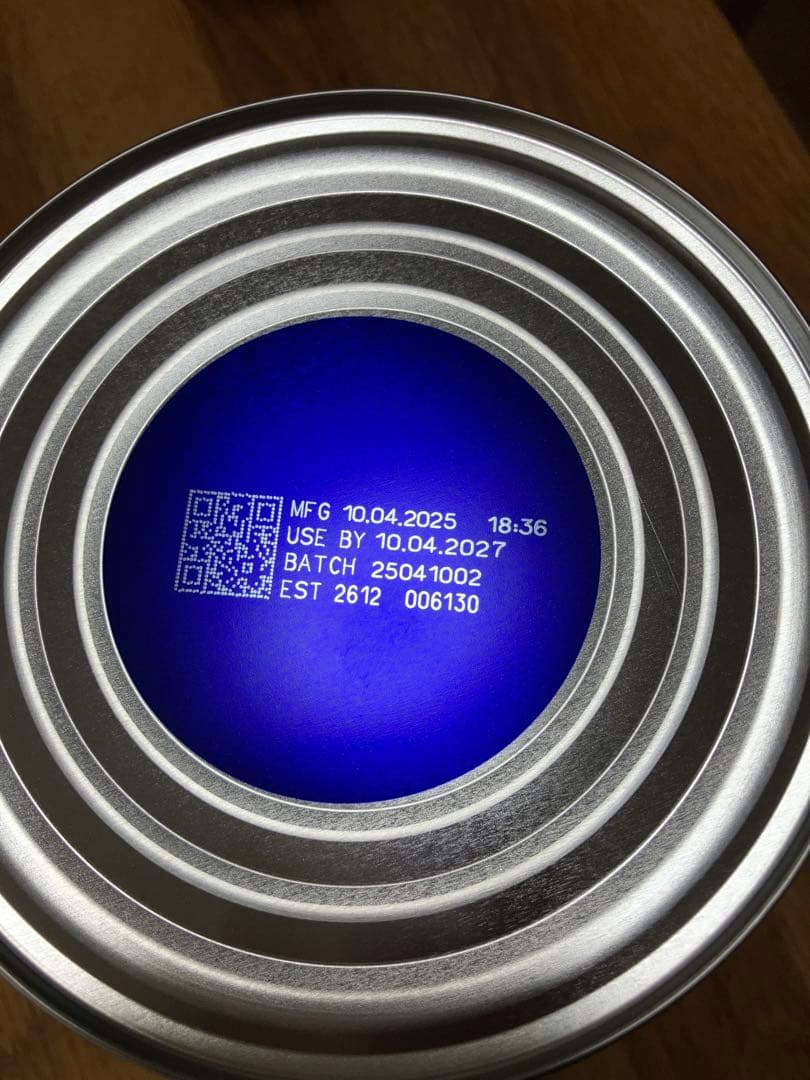 MFG 10.04.2025 18:36
USE BY 10.04.2027
BATCH 25041002
EST 2612 006130